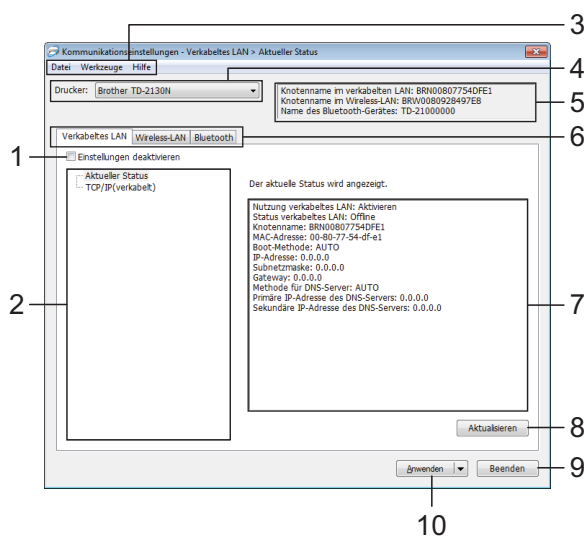 3
Kommunikationseinstellungen - Verkabeltes LAN > Aktueller Status
Datei Werkzeuge Hilfe
4
Drucker: Brother TD-2130N
Knotenname im verkabelten LAN: BRN00807754DFE1
Knotenname im Wireless-LAN: BRW0080928497E8
Name des Bluetooth-Gerätes: TD-21000000
5
6
Verkabeltes LAN Wireless-LAN Bluetooth
1
Einstellungen deaktivieren
Aktueller Status
TCP/IP(verkabelt)
2
Der aktuelle Status wird angezeigt.
Nutzung verkabeltes LAN: Aktivieren
Status verkabeltes LAN: Offline
Knotenname: BRN00807754DFE1
MAC-Adresse: 00-80-77-54-df-e1
Boot-Methode: AUTO
IP-Adresse: 0.0.0.0
Subnetzmaske: 0.0.0.0
Gateway: 0.0.0.0
Methode für DNS-Server: AUTO
Primäre IP-Adresse des DNS-Servers: 0.0.0.0
Sekundäre IP-Adresse des DNS-Servers: 0.0.0.0
7
Aktualisieren
8
Anwenden
Beenden
9
10